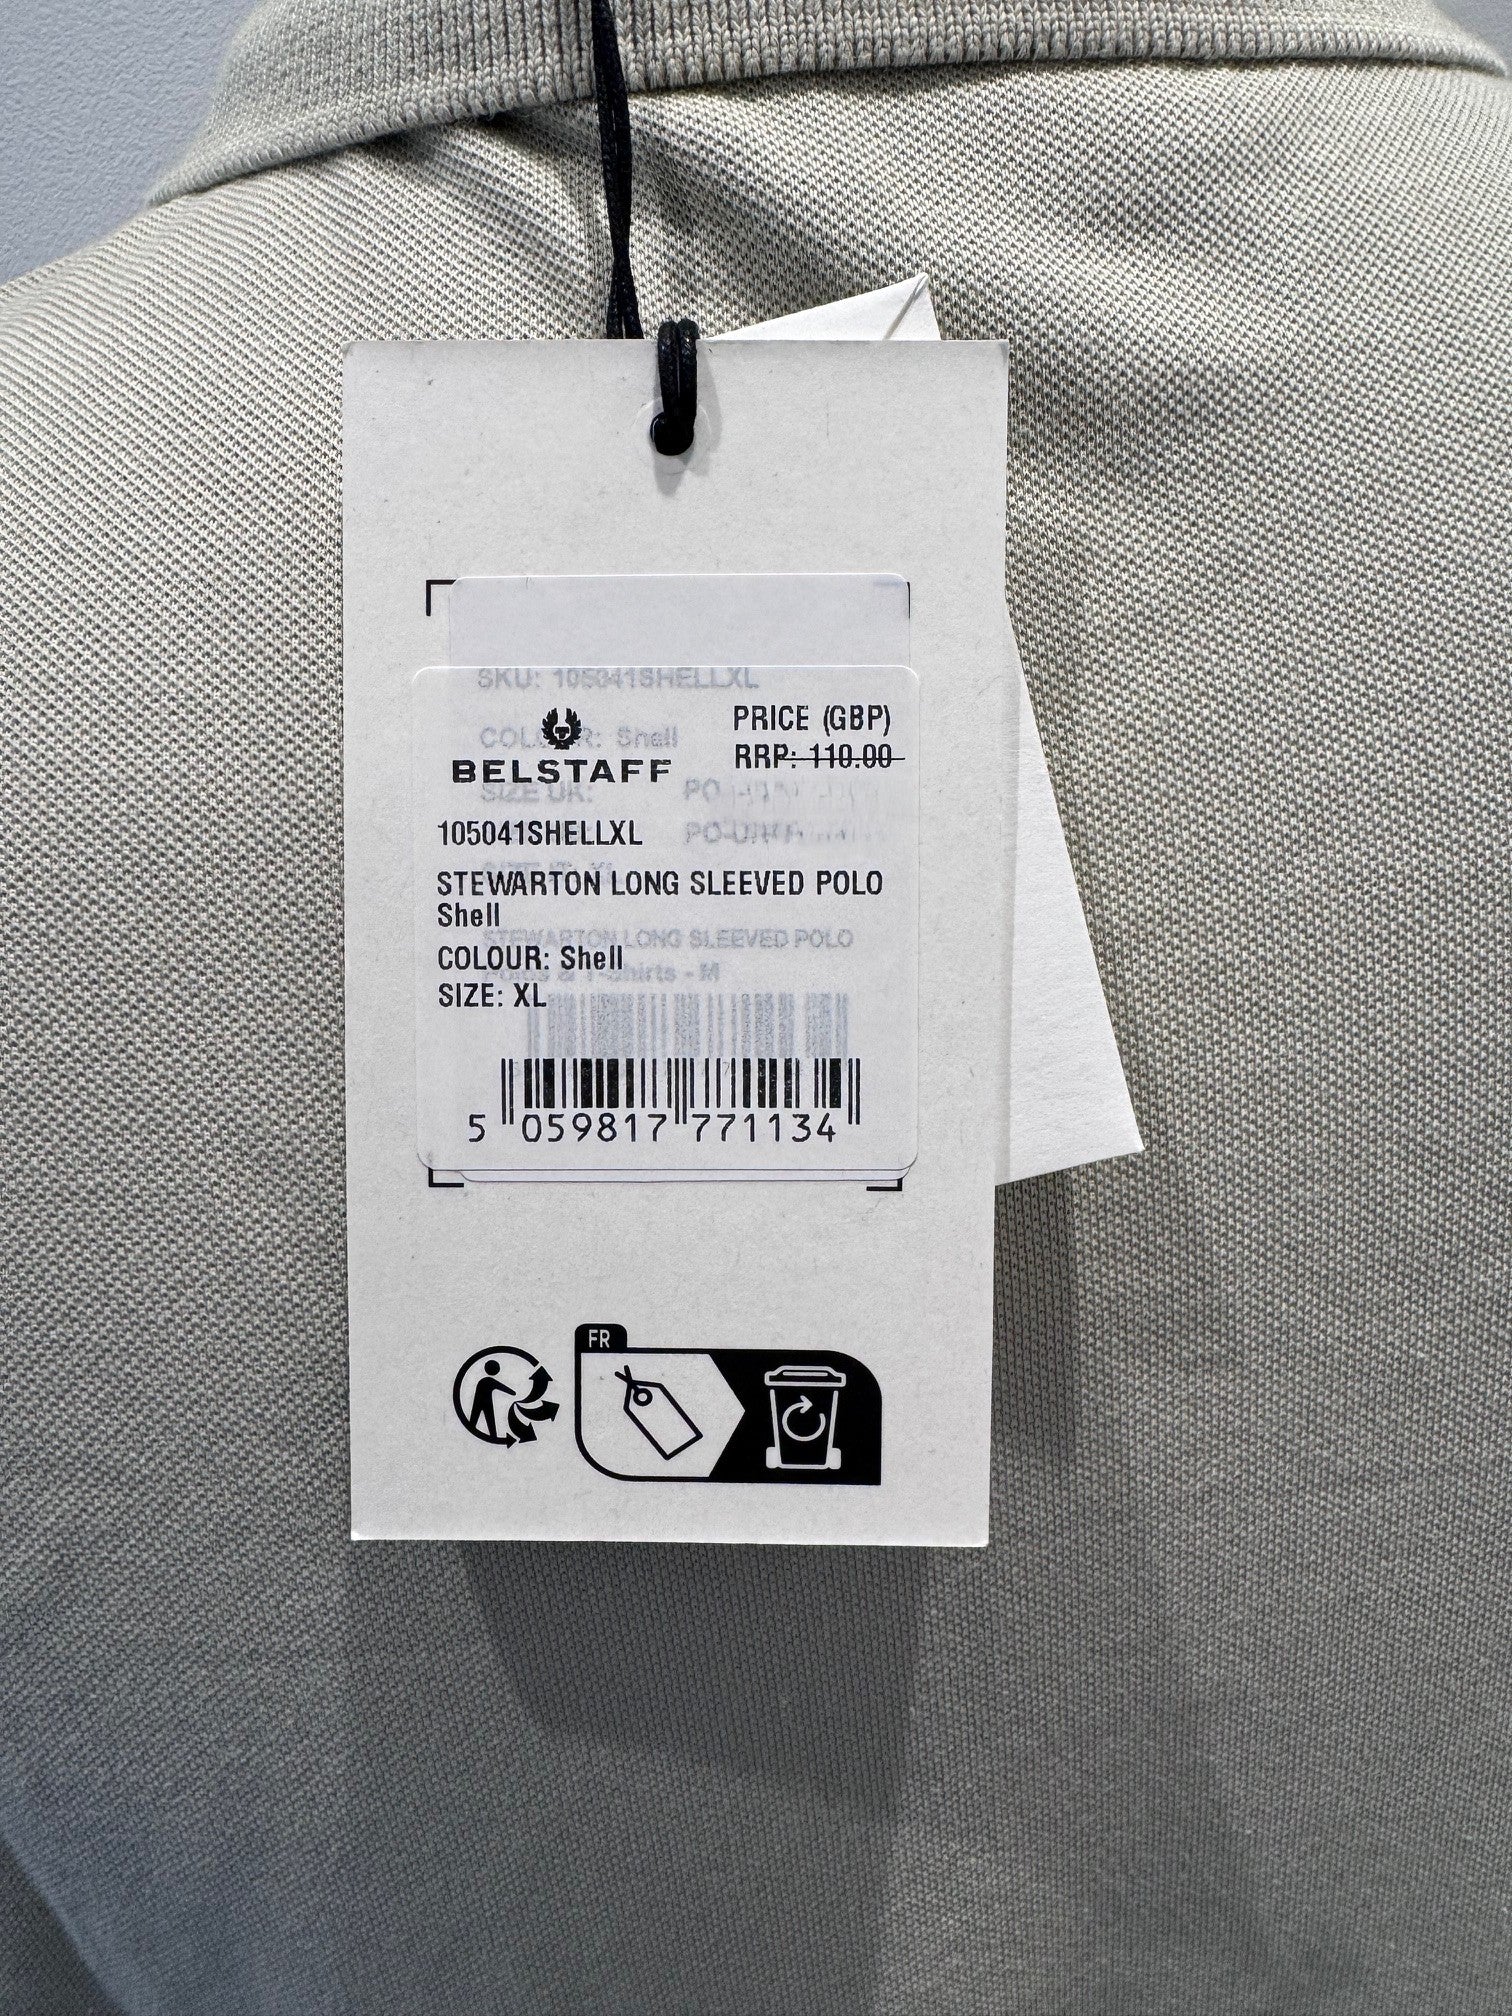 SKU: 105041SHELLXL
PRICE (GBP)
RRP: 110.00
BELSTAFF
105041SHELLXL
STEWARTON LONG SLEEVED POLO
Shell
STEWARTON LONG SLEEVED POLO
COLOUR: Shell
SIZE: XL
5 059817 771134
FR